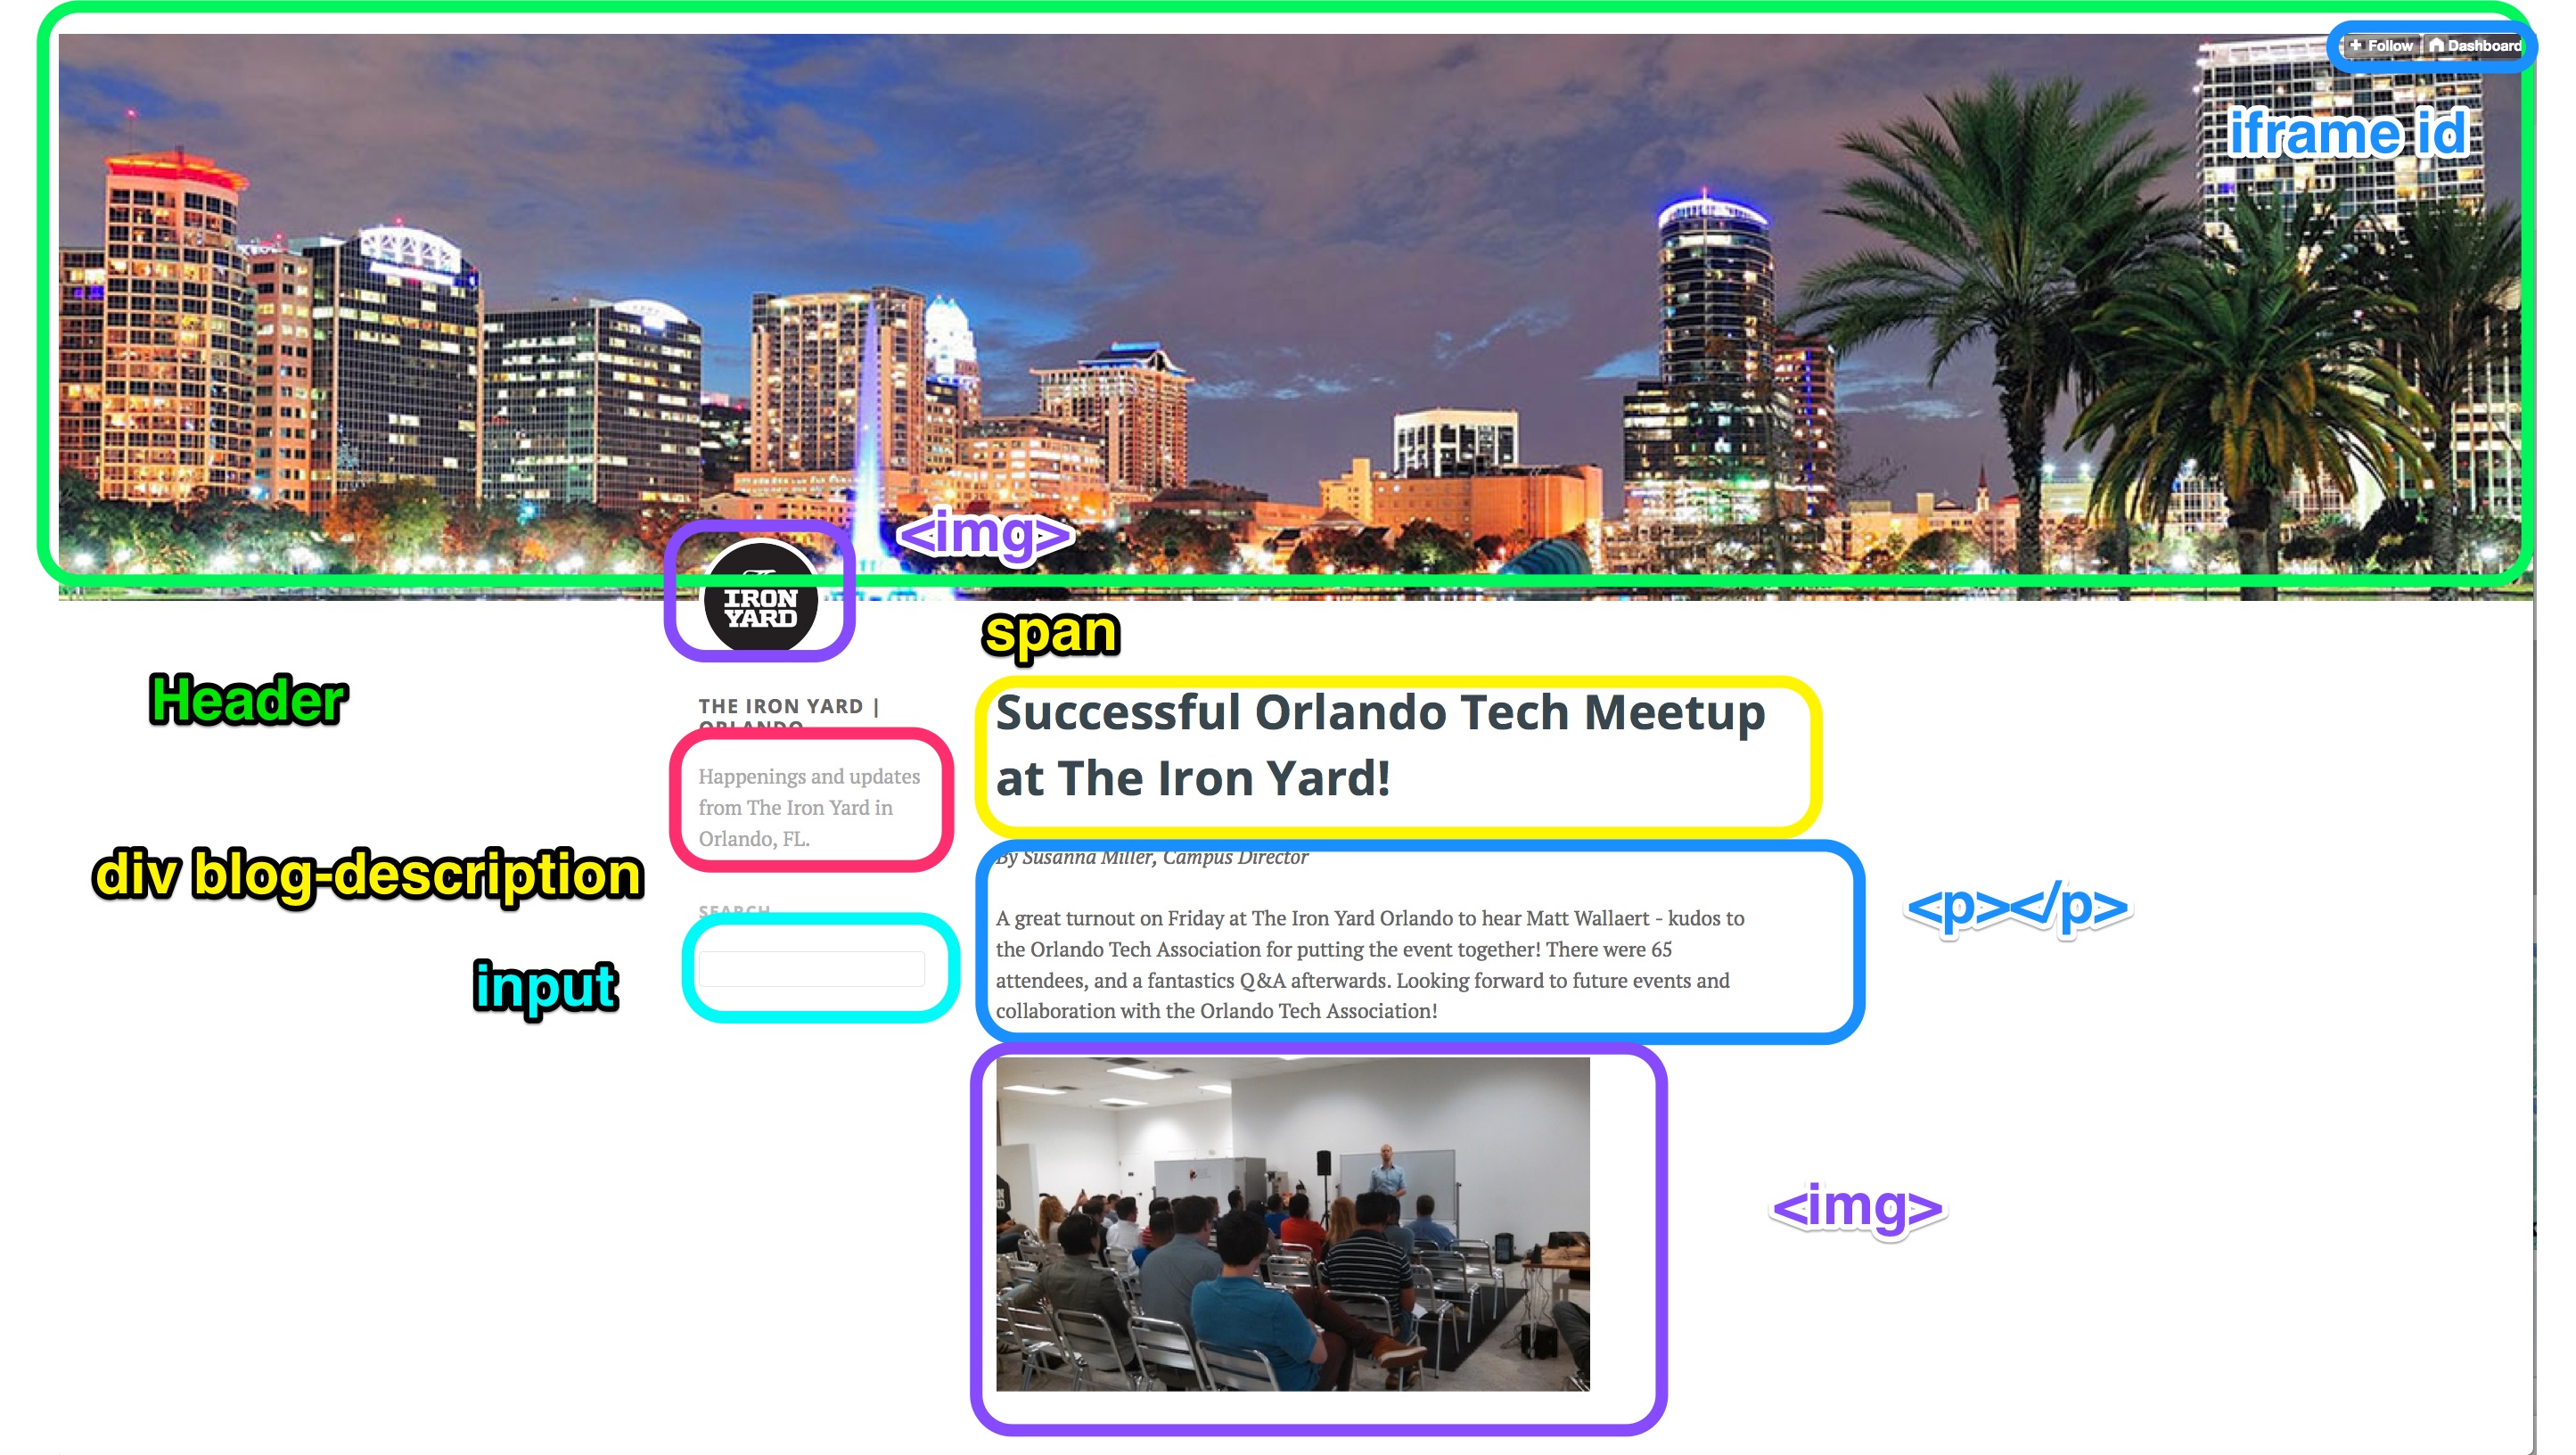 Follow Dashboard
iframe id
<img>
IRON
YARD
span
Header
THE IRON YARD |
ORLANDO
Successful Orlando Tech Meetup
at The Iron Yard!
Happenings and updates
from The Iron Yard in
Orlando, FL.
div blog-description
SEARCH
input
By Susanna Miller, Campus Director
A great turnout on Friday at The Iron Yard Orlando to hear Matt Wallaert - kudos to
the Orlando Tech Association for putting the event together! There were 65
attendees, and a fantastics Q&A afterwards. Looking forward to future events and
collaboration with the Orlando Tech Association!
<p></p>
<img>